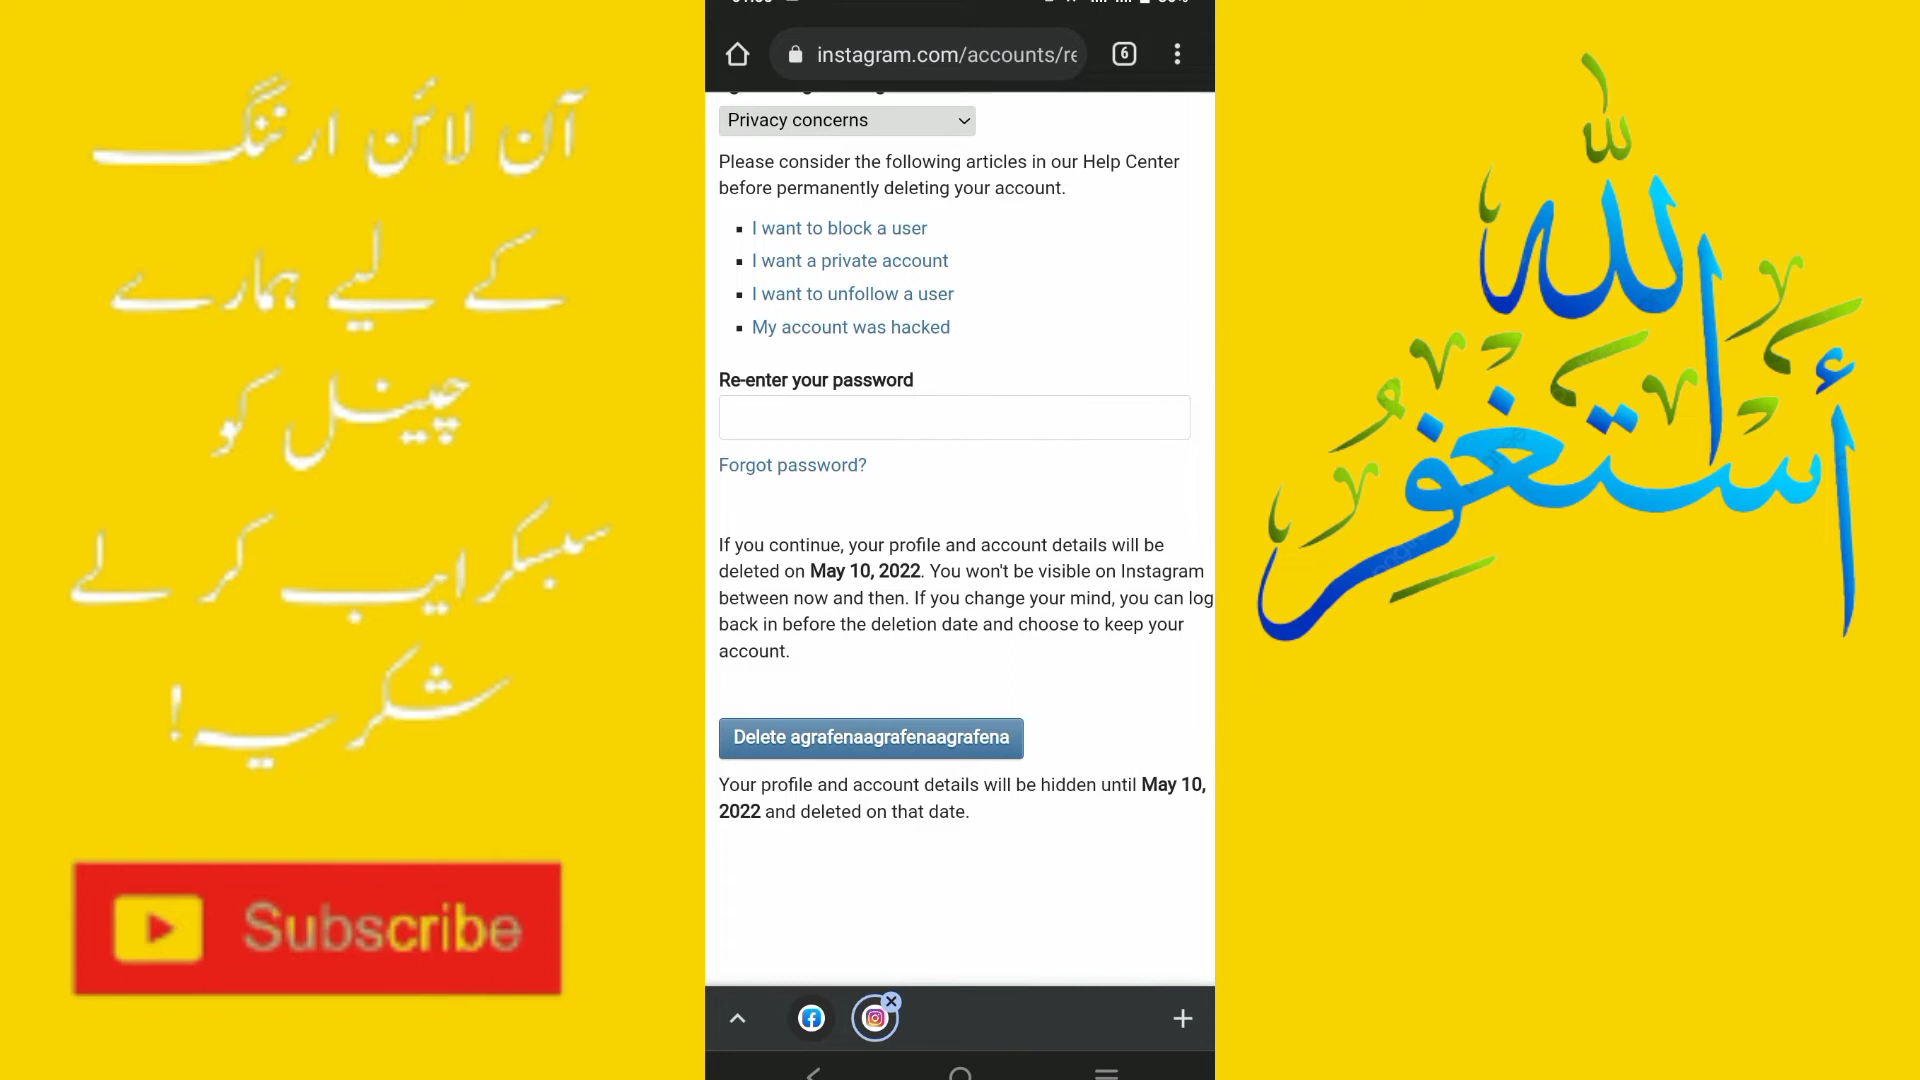 آن لائن ارننگ
کے لیے ہمارے
چینل کو
سبسکرایب کر لے
شکریہ!
Subscribe
instagram.com/accounts/re
6
Privacy concerns
Please consider the following articles in our Help Center
before permanently deleting your account.
I want to block a user
I want a private account
I want to unfollow a user
My account was hacked
Re-enter your password
Forgot password?
If you continue, your profile and account details will be
deleted on May 10, 2022. You won't be visible on Instagram
between now and then. If you change your mind, you can log
back in before the deletion date and choose to keep your
account.
Delete agrafenaagrafenaagrafena
Your profile and account details will be hidden until May 10,
2022 and deleted on that date.
أستغفر الله